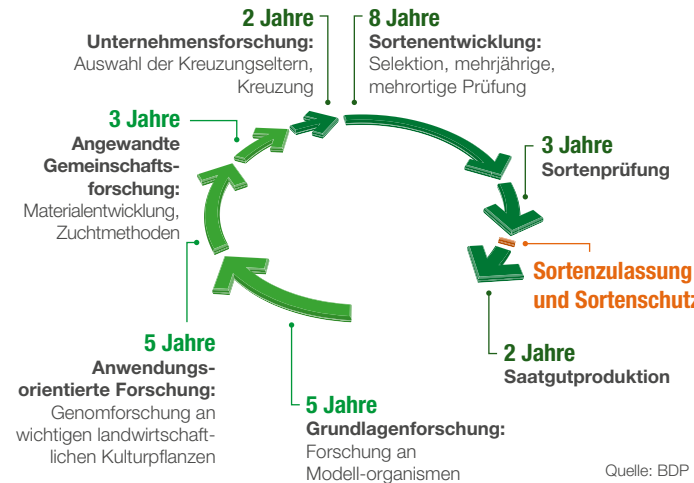 2 Jahre
Unternehmensforschung:
Auswahl der Kreuzungseltern,
Kreuzung
8 Jahre
Sortenentwicklung:
Selektion, mehrjährige,
mehrortige Prüfung
3 Jahre
Angewandte
Gemeinschafts-
forschung:
Materialentwicklung,
Zuchtmethoden
3 Jahre
Sortenprüfung
Sortenzulassung
und Sortenschutz
2 Jahre
Saatgutproduktion
5 Jahre
Anwendungs-
orientierte Forschung:
Genomforschung an
wichtigen landwirtschaft-
lichen Kulturpflanzen
5 Jahre
Grundlagenforschung:
Forschung an
Modell-organismen
Quelle: BDP